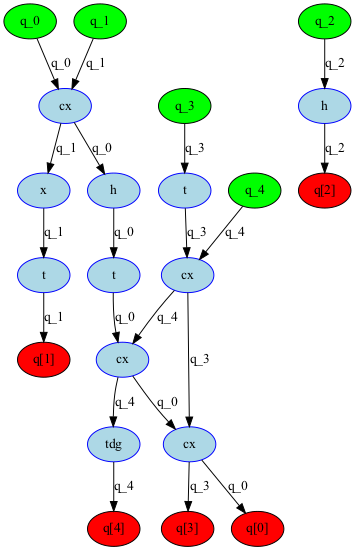 q_0 q_1 q_2
q_0 q_1 q_2
cx q_3 h
q_1 q_0 q_3 q_2
x h t q_4 q[2]
q_1 q_0 q_3 q_4
t t cx
q_1 q_0 q_4
q[1] cx q_3
q_4 q_0
tdg cx
q_4 q_3 q_0
q[4] q[3] q[0]